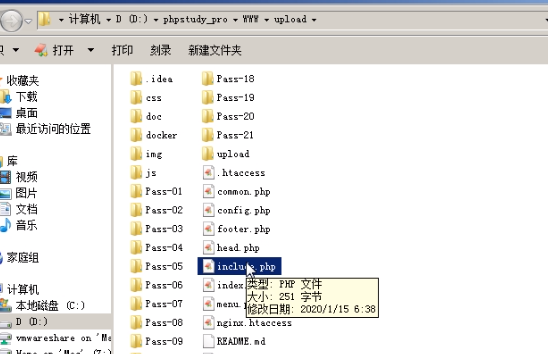 计算机 ▸ D (D:) ▸ phpstudy_pro ▸ WWW ▸ upload ▸
打开 打印 刻录 新建文件夹
收藏夹
下载
桌面
最近访问的位置
库
视频
图片
文档
音乐
家庭组
计算机
本地磁盘 (C:)
D (D:)
vmwareshare on 'Me
.idea
css
doc
docker
img
js
Pass-01
Pass-02
Pass-03
Pass-04
Pass-05
Pass-06
Pass-07
Pass-08
Pass-09
Pass-18
Pass-19
Pass-20
Pass-21
upload
.htaccess
common.php
config.php
footer.php
head.php
include.php
index
menu.p
nginx.htaccess
README.md
类型: PHP 文件
大小: 251 字节
修改日期: 2020/1/15 6:38